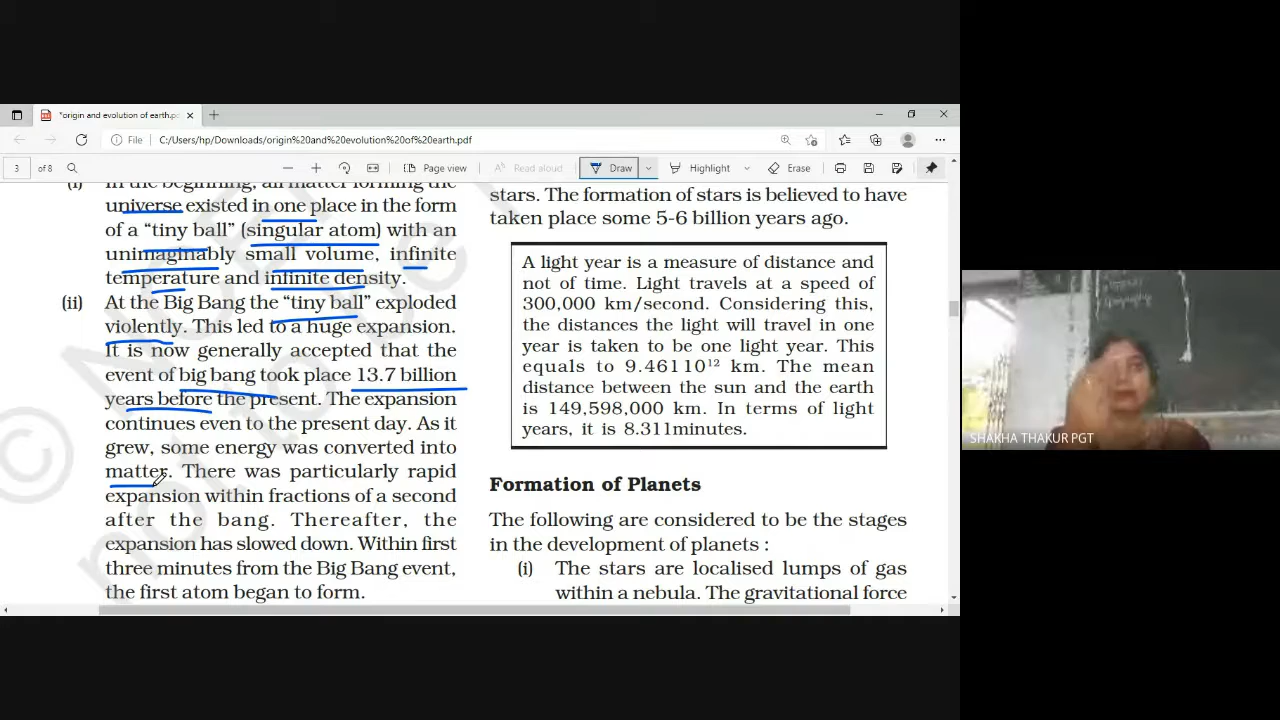 *origin and evolution of earth.pd
File C:/Users/hp/Downloads/origin%20and%20evolution%20of%20earth.pdf
3 of 8 Page view Read aloud Draw Highlight Erase
(i) In the beginning, all matter forming the
universe existed in one place in the form
of a “tiny ball” (singular atom) with an
unimaginably small volume, infinite
temperature and infinite density.
(ii) At the Big Bang the “tiny ball” exploded
violently. This led to a huge expansion.
It is now generally accepted that the
event of big bang took place 13.7 billion
years before the present. The expansion
continues even to the present day. As it
grew, some energy was converted into
matter. There was particularly rapid
expansion within fractions of a second
after the bang. Thereafter, the
expansion has slowed down. Within first
three minutes from the Big Bang event,
the first atom began to form.
stars. The formation of stars is believed to have
taken place some 5-6 billion years ago.
A light year is a measure of distance and
not of time. Light travels at a speed of
300,000 km/second. Considering this,
the distances the light will travel in one
year is taken to be one light year. This
equals to 9.46110¹² km. The mean
distance between the sun and the earth
is 149,598,000 km. In terms of light
years, it is 8.311minutes.
Formation of Planets
The following are considered to be the stages
in the development of planets :
(i) The stars are localised lumps of gas
within a nebula. The gravitational force
SHAKHA THAKUR PGT